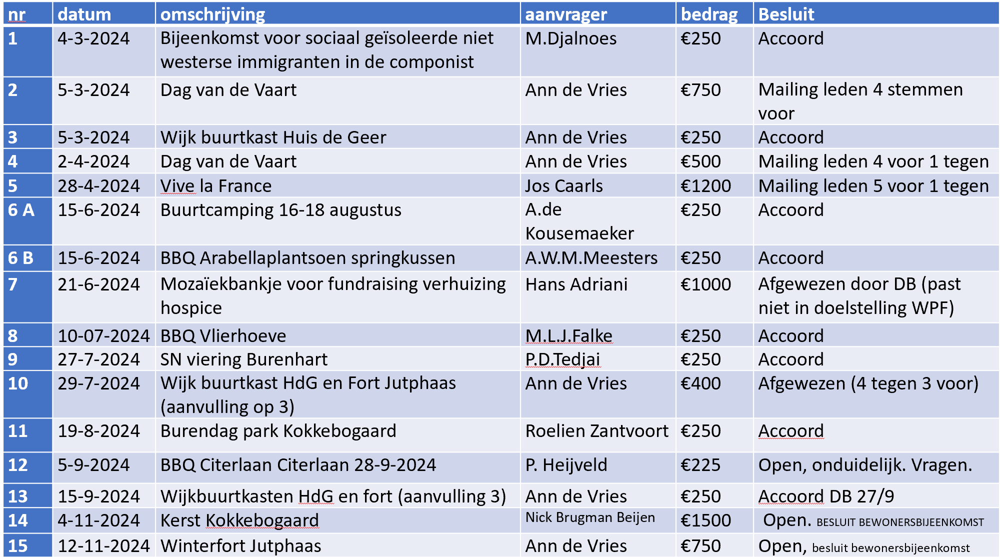 nr datum omschrijving aanvrager bedrag Besluit
1 4-3-2024 Bijeenkomst voor sociaal geïsoleerde niet M.Djalnoes €250 Accoord
westerse immigranten in de componist
2 5-3-2024 Dag van de Vaart Ann de Vries €750 Mailing leden 4 stemmen
voor
3 5-3-2024 Wijk buurtkast Huis de Geer Ann de Vries €250 Accoord
4 2-4-2024 Dag van de Vaart Ann de Vries €500 Mailing leden 4 voor 1 tegen
5 28-4-2024 Vive la France Jos Caarls €1200 Mailing leden 5 voor 1 tegen
6 A 15-6-2024 Buurtcamping 16-18 augustus A.de €250 Accoord
Kousemaeker
6 B 15-6-2024 BBQ Arabellaplantsoen springkussen A.W.M.Meesters €250 Accoord
7 21-6-2024 Mozaïekbankje voor fundraising verhuizing Hans Adriani €1000 Afgewezen door DB (past
hospice niet in doelstelling WPF)
8 10-07-2024 BBQ Vlierhoeve M.L.J.Falke €250 Accoord
9 27-7-2024 SN viering Burenhart P.D.Tedjai €250 Accoord
10 29-7-2024 Wijk buurtkast HdG en Fort Jutphaas Ann de Vries €400 Afgewezen (4 tegen 3 voor)
(aanvulling op 3)
11 19-8-2024 Burendag park Kokkebogaard Roelien Zantvoort €250 Accoord
12 5-9-2024 BBQ Citerlaan Citerlaan 28-9-2024 P. Heijveld €225 Open, onduidelijk. Vragen.
13 15-9-2024 Wijkbuurtkasten HdG en fort (aanvulling 3) Ann de Vries €250 Accoord DB 27/9
14 4-11-2024 Kerst Kokkebogaard Nick Brugman Beijen €1500 Open. BESLUIT BEWONERSBIJEENKOMST
15 12-11-2024 Winterfort Jutphaas Ann de Vries €750 Open, besluit bewonersbijeenkomst